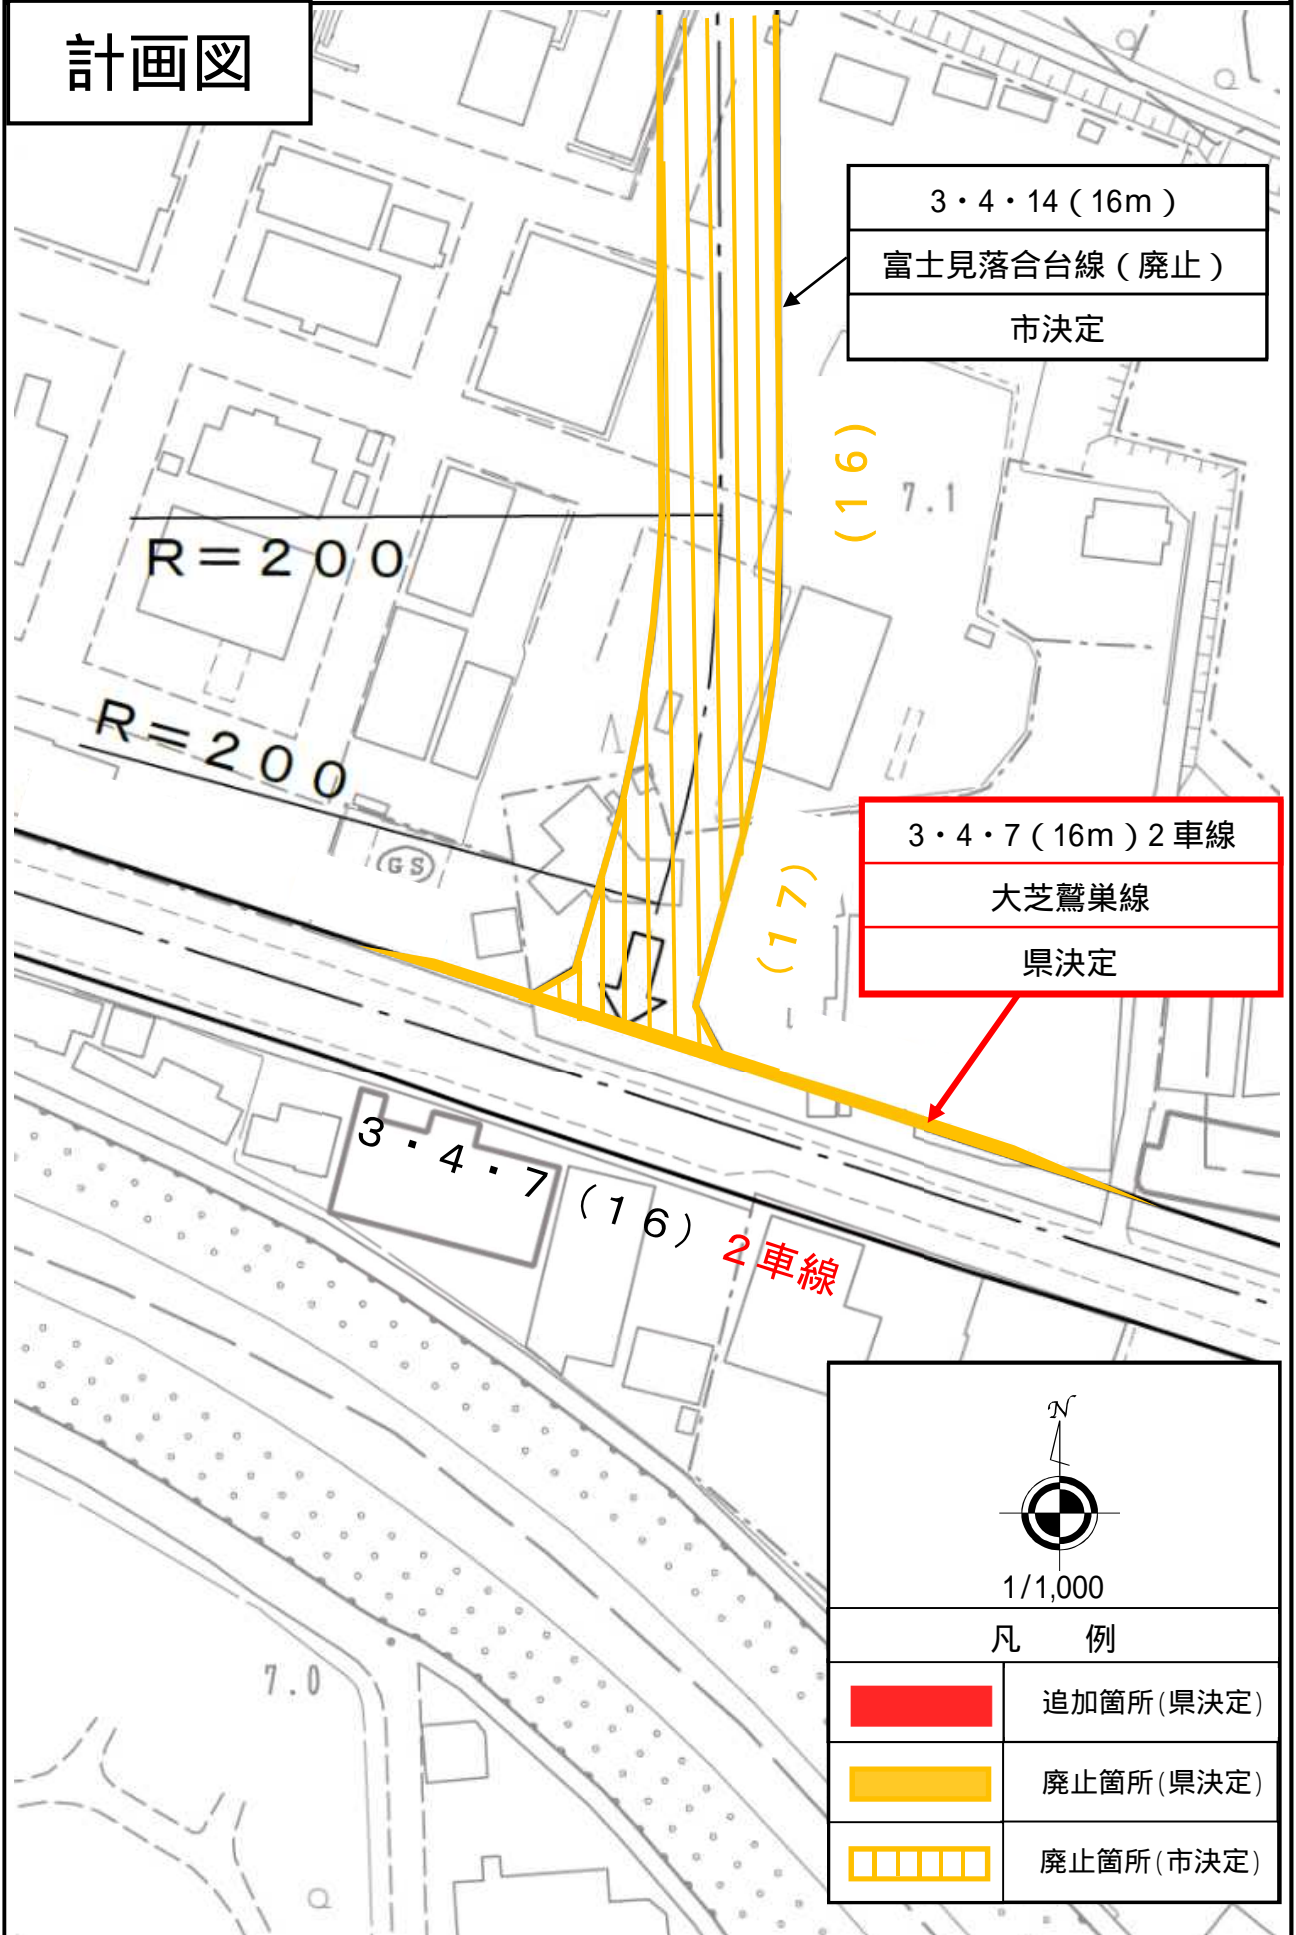 計画図
3・4・14（16m）
富士見落合台線（廃止）
市決定
（１６）
7.1
Ｒ＝２００
Ｒ＝２００
GS
3・4・7（16m）2車線
大芝鷲巣線
県決定
（１７）
３・４・７（１６）２車線
N
1/1,000
凡　例
追加箇所(県決定)
廃止箇所(県決定)
廃止箇所(市決定)
7.0